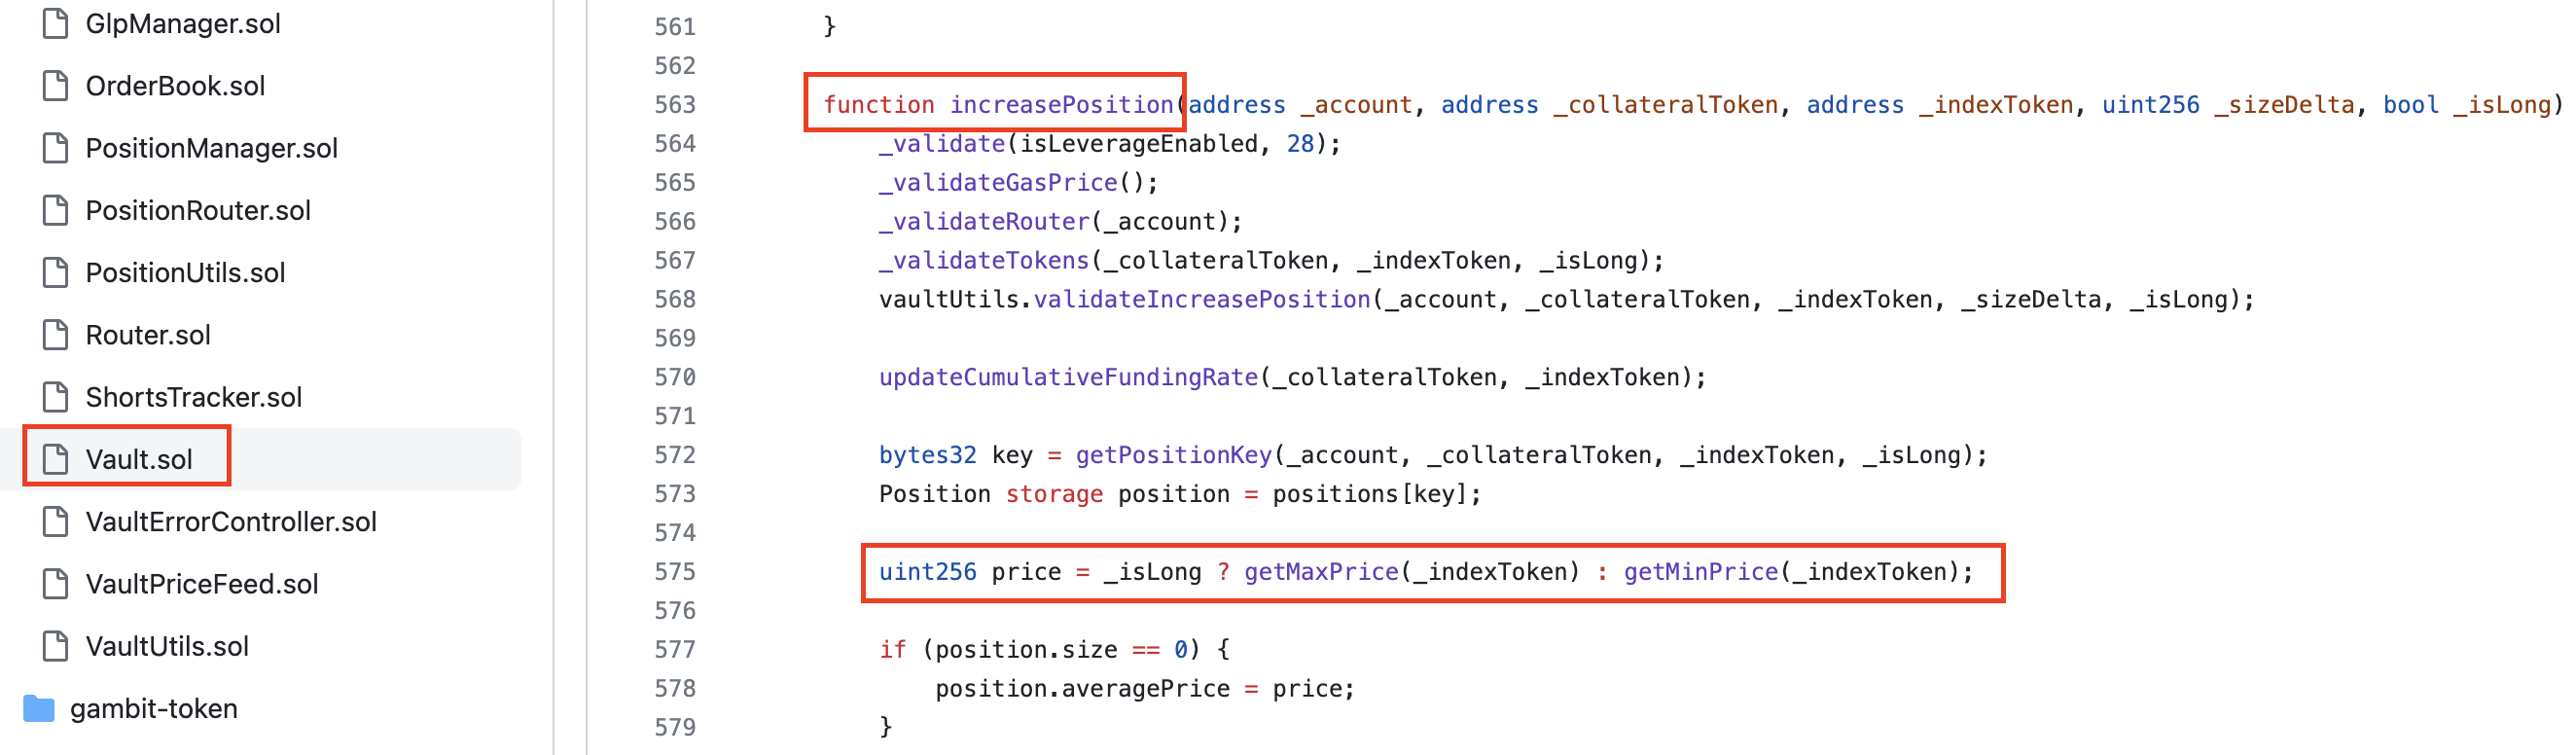 GlpManager.sol
OrderBook.sol
PositionManager.sol
PositionRouter.sol
PositionUtils.sol
Router.sol
ShortsTracker.sol
Vault.sol
VaultErrorController.sol
VaultPriceFeed.sol
VaultUtils.sol
gambit-token
561 }
562
563 function increasePosition(address _account, address _collateralToken, address _indexToken, uint256 _sizeDelta, bool _isLong)
564 _validate(isLeverageEnabled, 28);
565 _validateGasPrice();
566 _validateRouter(_account);
567 _validateTokens(_collateralToken, _indexToken, _isLong);
568 vaultUtils.validateIncreasePosition(_account, _collateralToken, _indexToken, _sizeDelta, _isLong);
569
570 updateCumulativeFundingRate(_collateralToken, _indexToken);
571
572 bytes32 key = getPositionKey(_account, _collateralToken, _indexToken, _isLong);
573 Position storage position = positions[key];
574
575 uint256 price = _isLong ? getMaxPrice(_indexToken) : getMinPrice(_indexToken);
576
577 if (position.size == 0) {
578 position.averagePrice = price;
579 }